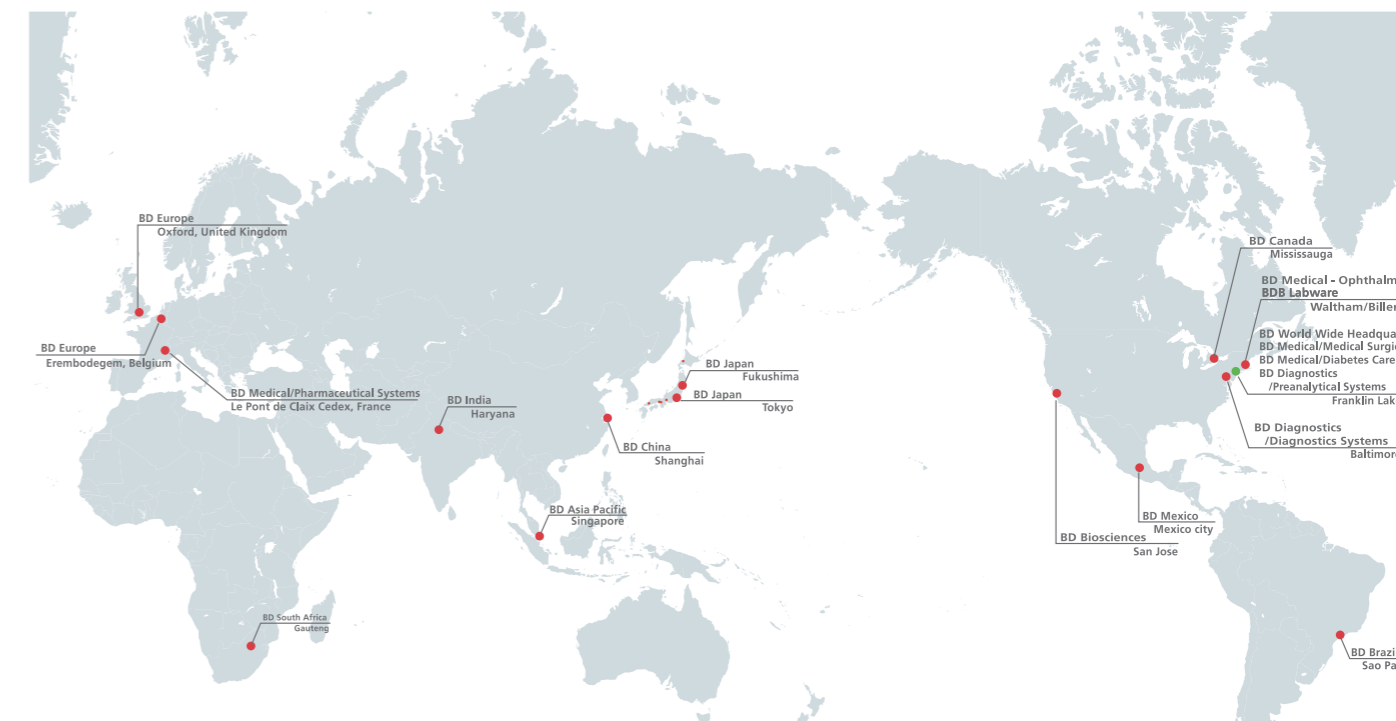 BD Europe
Oxford, United Kingdom
BD Europe
Erembodegem, Belgium
BD Medical/Pharmaceutical Systems
Le Pont de Claix Cedex, France
BD India
Haryana
BD Japan
Fukushima
BD Japan
Tokyo
BD China
Shanghai
BD Asia Pacific
Singapore
BD South Africa
Gauteng
BD Canada
Mississauga
BD Medical - Ophthalm
BDB Labware
Waltham/Biller
BD World Wide Headqua
BD Medical/Medical Surgic
BD Medical/Diabetes Care
BD Diagnostics
/Preanalytical Systems
Franklin Lak
BD Diagnostics
/Diagnostics Systems
Baltimore
BD Mexico
Mexico city
BD Biosciences
San Jose
BD Brazi
Sao Pa